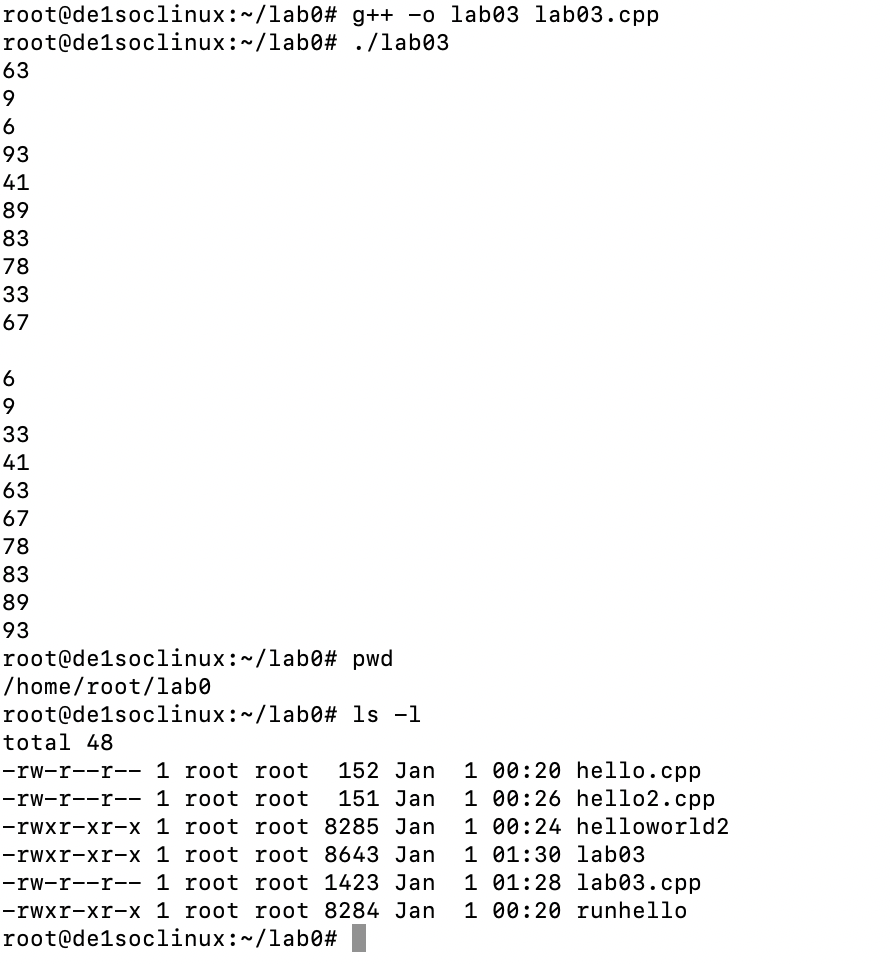 root@de1soclinux:~/lab0# g++ -o lab03 lab03.cpp
root@de1soclinux:~/lab0# ./lab03
63
9
6
93
41
89
83
78
33
67

6
9
33
41
63
67
78
83
89
93
root@de1soclinux:~/lab0# pwd
/home/root/lab0
root@de1soclinux:~/lab0# ls -l
total 48
-rw-r--r-- 1 root root  152 Jan  1 00:20 hello.cpp
-rw-r--r-- 1 root root  151 Jan  1 00:26 hello2.cpp
-rwxr-xr-x 1 root root 8285 Jan  1 00:24 helloworld2
-rwxr-xr-x 1 root root 8643 Jan  1 01:30 lab03
-rw-r--r-- 1 root root 1423 Jan  1 01:28 lab03.cpp
-rwxr-xr-x 1 root root 8284 Jan  1 00:20 runhello
root@de1soclinux:~/lab0#